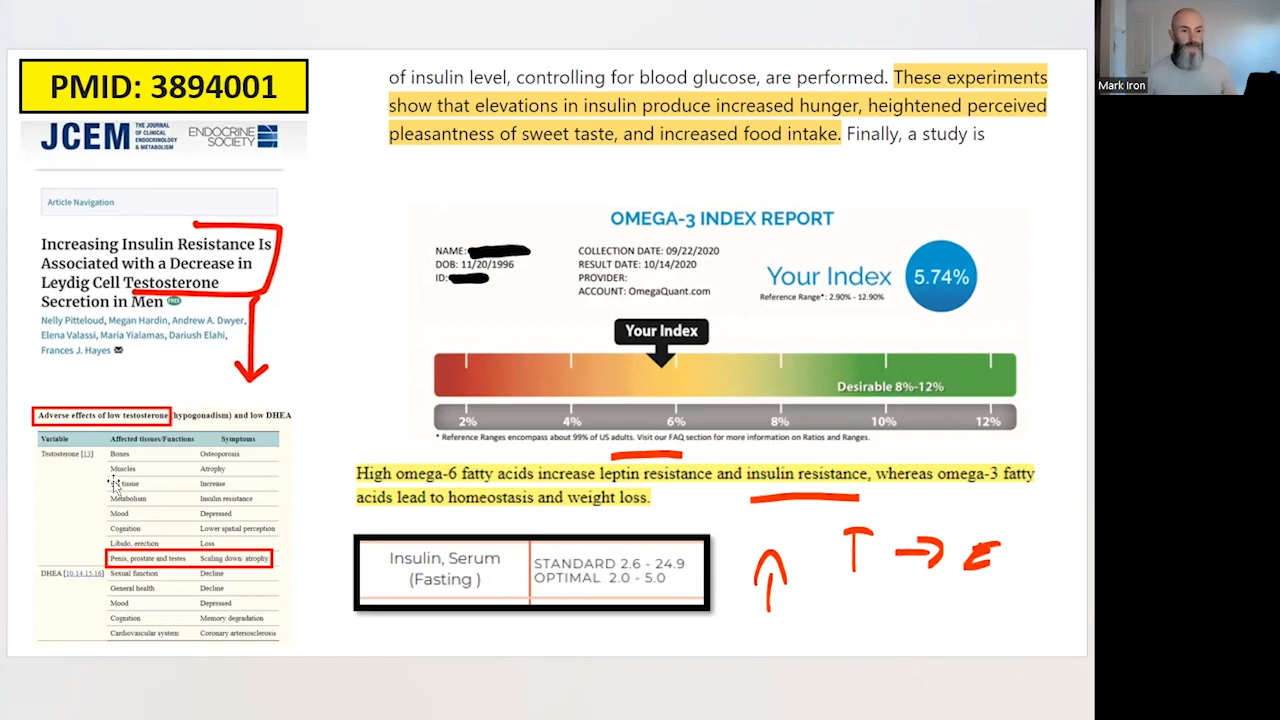 PMID: 3894001
JCEM
THE JOURNAL
OF CLINICAL
ENDOCRINOLOGY
& METABOLISM
ENDOCRINE
SOCIETY
Article Navigation
Increasing Insulin Resistance Is
Associated with a Decrease in
Leydig Cell Testosterone
Secretion in Men FREE
Nelly Pitteloud, Megan Hardin, Andrew A. Dwyer,
Elena Valassi, Maria Yialamas, Dariush Elahi,
Frances J. Hayes
Adverse effects of low testosterone (hypogonadism) and low DHEA
Variable Affected tissues/Functions Symptoms
Testosterone [13] Bones Osteoporosis
Muscles Atrophy
tissue Increase
Metabolism Insulin resistance
Mood Depressed
Cognition Lower spatial perception
Libido, erection Loss
Penis, prostate and testes Scaling down/ atrophy
DHEA [10,14,15,16] Sexual function Decline
General health Decline
Mood Depressed
Cognition Memory degradation
Cardiovascular system Coronary arteriosclerosis
of insulin level, controlling for blood glucose, are performed. These experiments
show that elevations in insulin produce increased hunger, heightened perceived
pleasantness of sweet taste, and increased food intake. Finally, a study is
OMEGA-3 INDEX REPORT
NAME:
DOB: 11/20/1996
ID:
COLLECTION DATE: 09/22/2020
RESULT DATE: 10/14/2020
PROVIDER:
ACCOUNT: OmegaQuant.com
Your Index 5.74%
Reference Range*: 2.90% - 12.90%
Your Index
Desirable 8%-12%
2% 4% 6% 8% 10% 12%
* Reference Ranges encompass about 99% of US adults. Visit our FAQ section for more information on Ratios and Ranges.
High omega-6 fatty acids increase leptin resistance and insulin resistance, whereas omega-3 fatty
acids lead to homeostasis and weight loss.
Insulin, Serum
(Fasting )
STANDARD 2.6 - 24.9
OPTIMAL 2.0 - 5.0
↑ T → E
Mark Iron